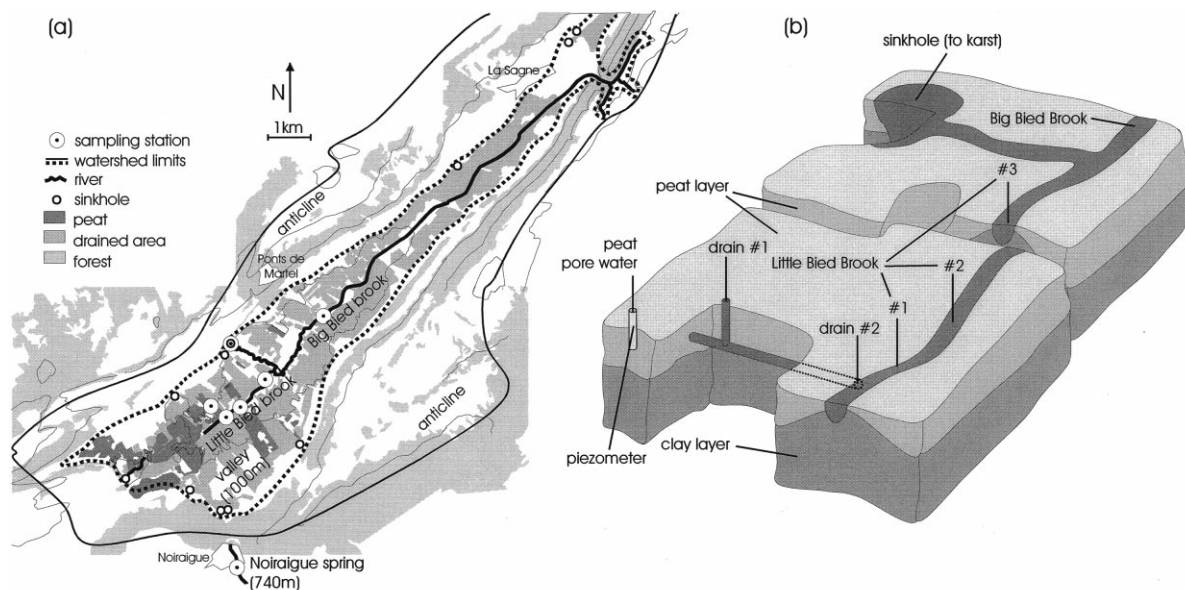 (a)
N
1km
sampling station
watershed limits
river
sinkhole
peat
drained area
forest
La Sagne
anticline
Ponts de
Martel
Big Bied brook
Little Bied brook
valley
(1000m)
anticline
Noiraigue
Noiraigue spring
(740m)
(b)
sinkhole (to karst)
Big Bied Brook
#3
peat layer
peat
pore water
drain #1
Little Bied Brook
#2
#1
drain #2
clay layer
piezometer